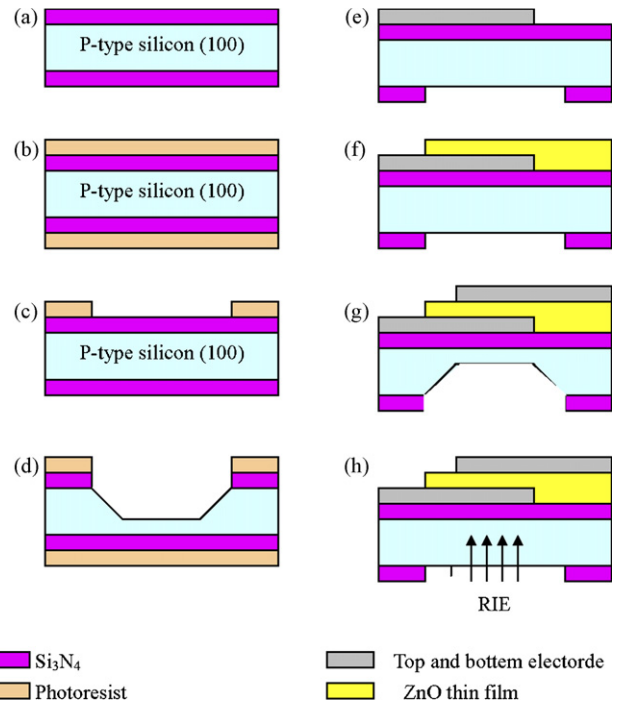 (a)
P-type silicon (100)
(b)
P-type silicon (100)
(c)
P-type silicon (100)
(d)
(e)
(f)
(g)
(h)
RIE
Si₃N₄
Photoresist
Top and bottem electorde
ZnO thin film